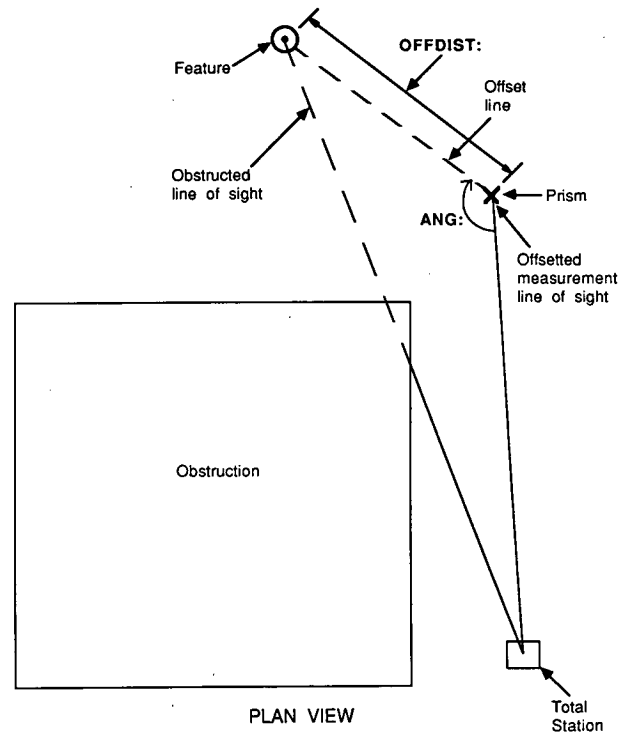 OFFDIST:
Feature
Offset
line
Obstructed
line of sight
Prism
ANG:
Offsetted
measurement
line of sight
Obstruction
Total
Station
PLAN VIEW